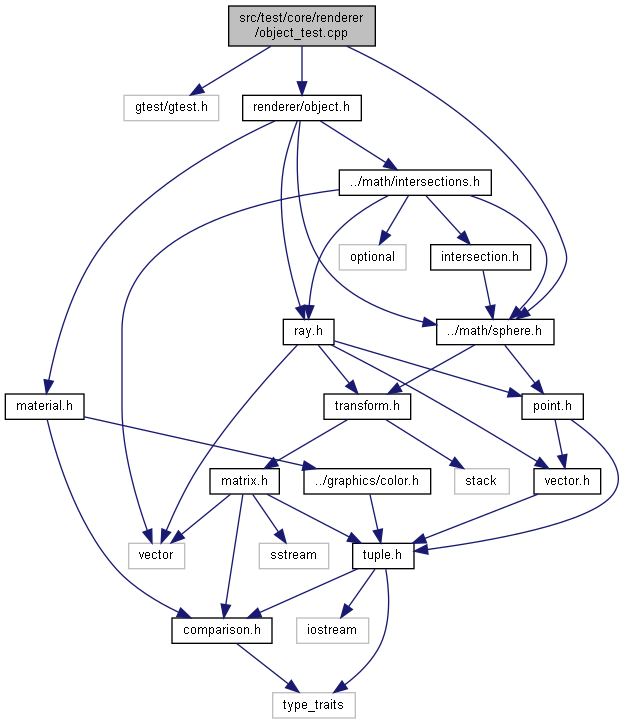 src/test/core/renderer
/object_test.cpp
gtest/gtest.h
renderer/object.h
../math/intersections.h
optional
intersection.h
ray.h
../math/sphere.h
material.h
transform.h
point.h
matrix.h
../graphics/color.h
stack
vector.h
vector
sstream
tuple.h
comparison.h
iostream
type_traits